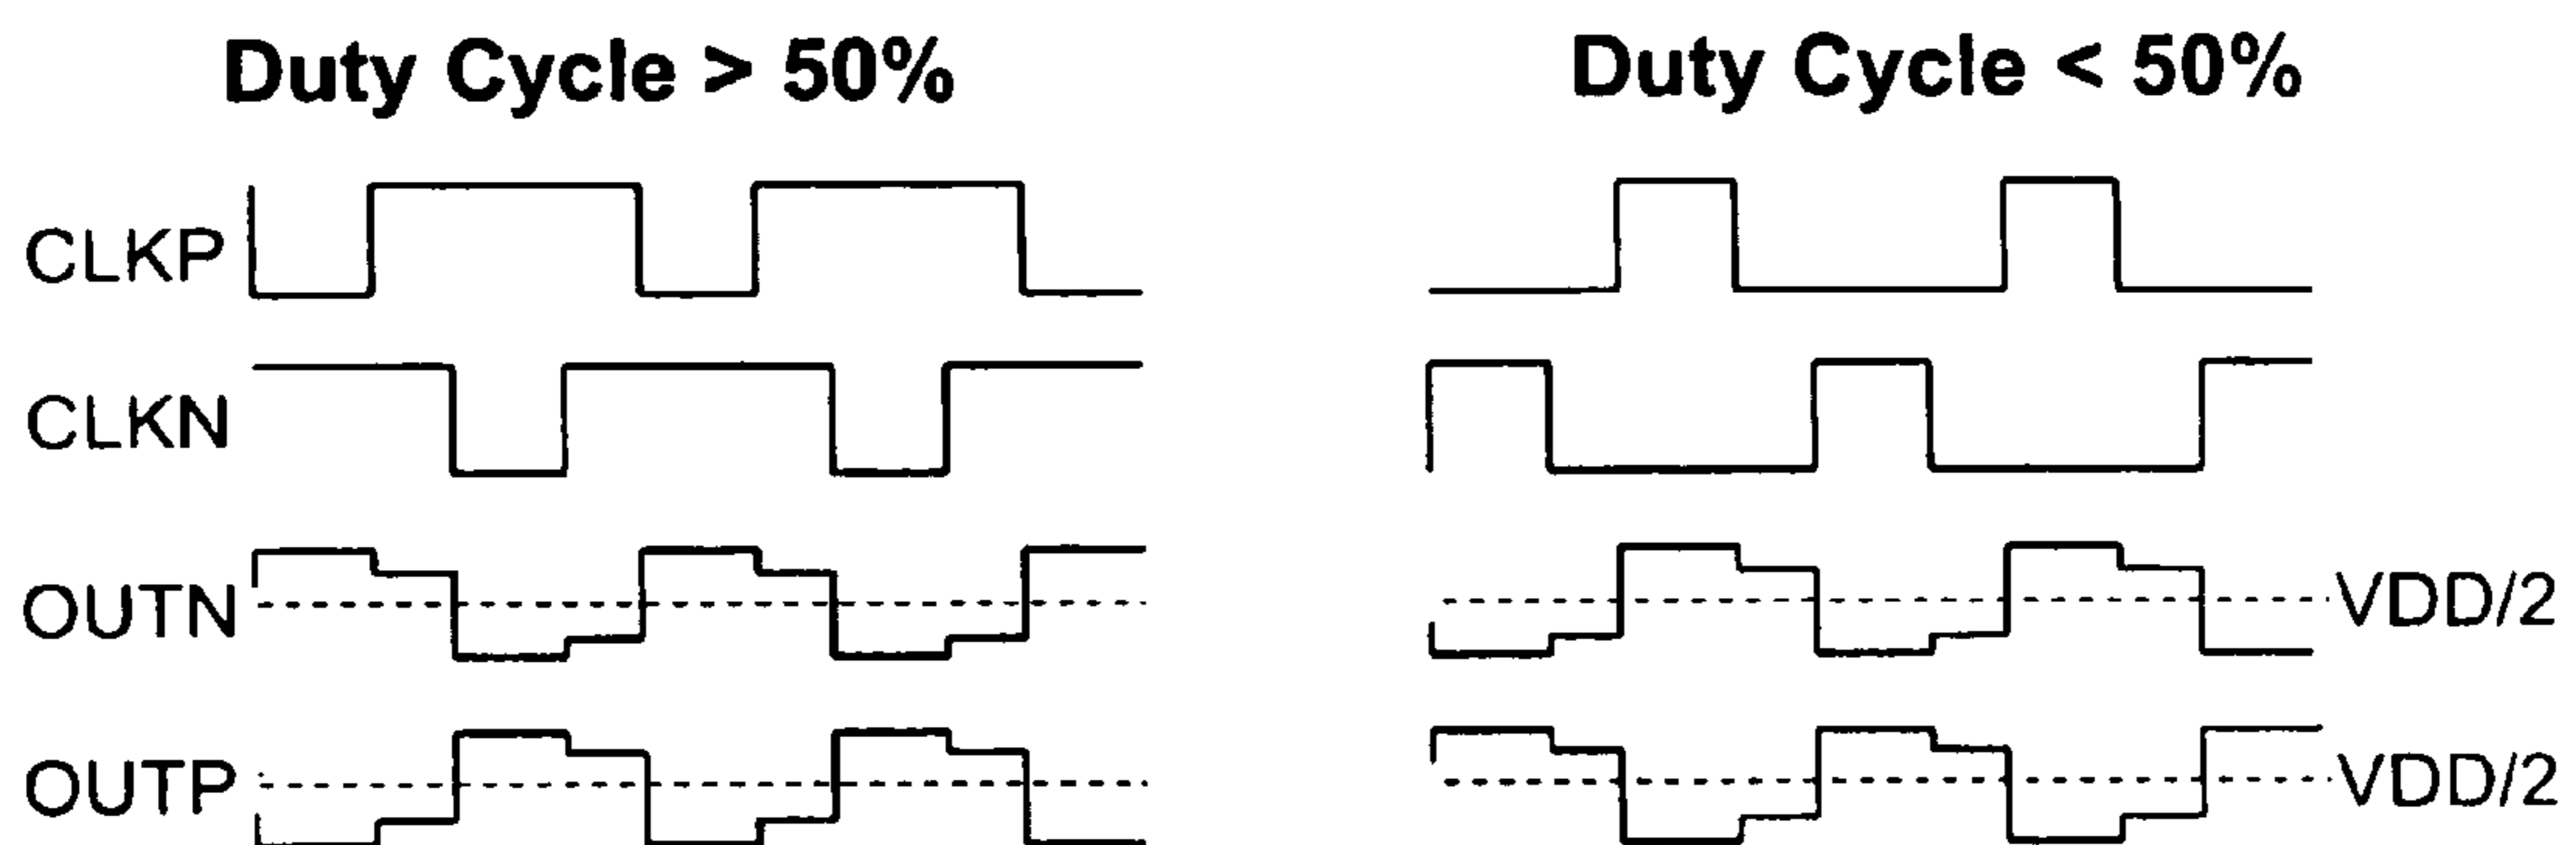 Duty Cycle > 50%
Duty Cycle < 50%
CLKP
CLKN
OUTN
VDD/2
OUTP
VDD/2